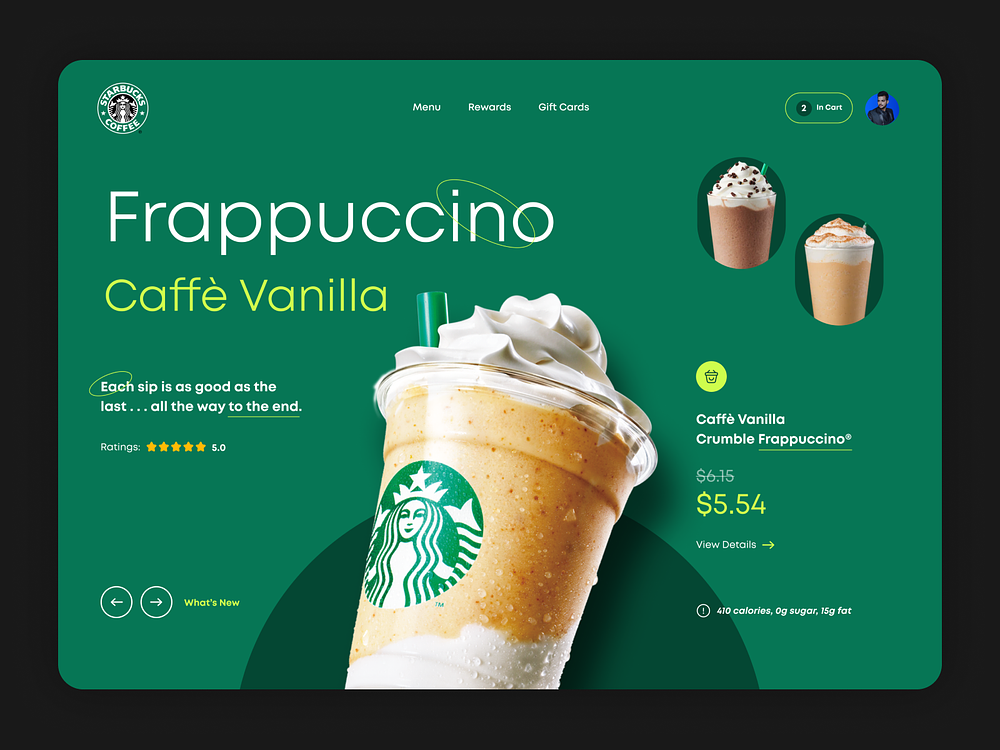 STARBUCKS
COFFEE
Menu
Rewards
Gift Cards
2
In Cart
Frappuccino
Caffè Vanilla
Each sip is as good as the
last . . . all the way to the end.
Ratings:
5.0
Caffè Vanilla
Crumble Frappuccino®
$6.15
$5.54
View Details
What's New
410 calories, 0g sugar, 15g fat
TM